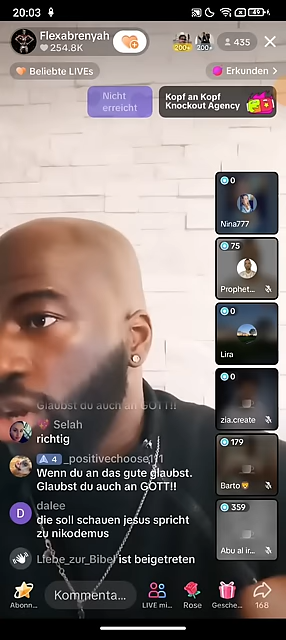 20:03
49
Flexabrenyah
254.8K
200+
200+
435
Beliebte LIVEs
Erkunden >
Nicht
erreicht
Kopf an Kopf
Knockout Agency
0
Nina777
75
Prophet...
0
Lira
0
zia.create
179
Barto
359
Abu al ir...
Glaubst du auch an GOTT!!
Selah
richtig
4 _positivechoose111
Wenn du an das gute glaubst.
Glaubst du auch an GOTT!!
D dalee
die soll schauen jesus spricht
zu nikodemus
Liebe_zur_Bibel ist beigetreten
Kommenta...
Abonn...
LIVE mi...
Rose
Gesche...
168